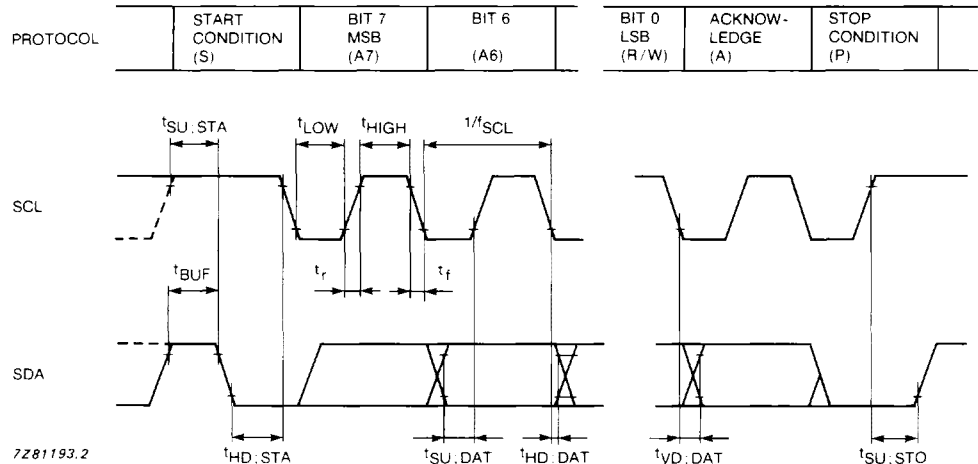 PROTOCOL
START CONDITION (S)
BIT 7 MSB (A7)
BIT 6 (A6)
BIT 0 LSB (R/W)
ACKNOW-LEDGE (A)
STOP CONDITION (P)
tSU;STA
tLOW
tHIGH
1/fSCL
SCL
tBUF
tr
tf
SDA
7Z81193.2
tHD;STA
tSU;DAT
tHD;DAT
tVD;DAT
tSU;STO